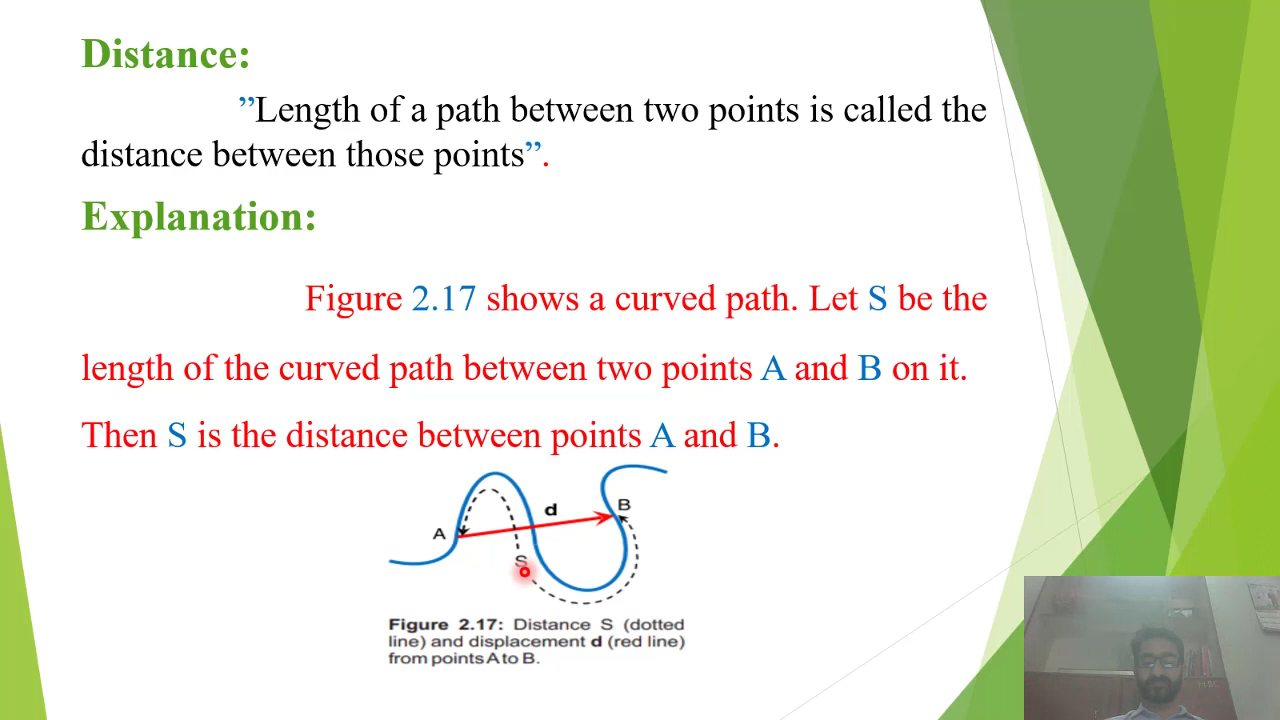 Distance:
”Length of a path between two points is called the
distance between those points”.
Explanation:
Figure 2.17 shows a curved path. Let S be the
length of the curved path between two points A and B on it.
Then S is the distance between points A and B.
B
d
A
S
Figure 2.17: Distance S (dotted
line) and displacement d (red line)
from points A to B.